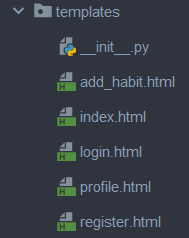 templates
__init__.py
add_habit.html
index.html
login.html
profile.html
register.html